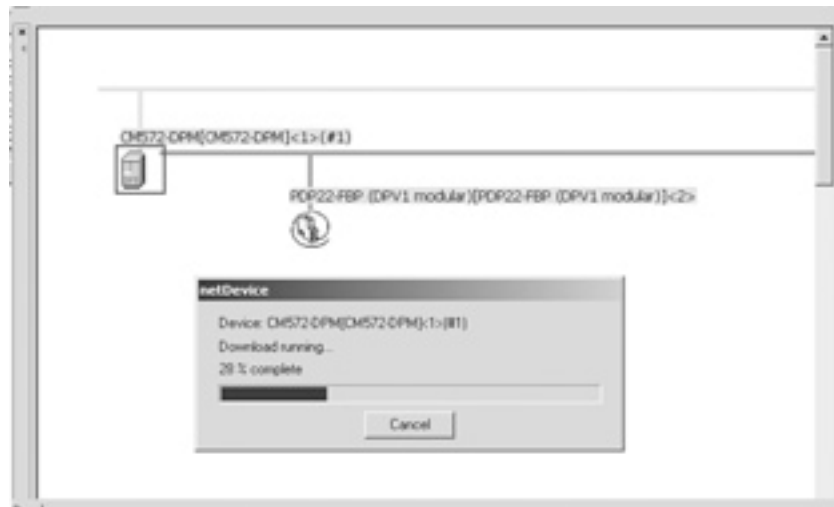 CM572-DPM[CM572-DPM]<1>(#1)
PDP22-FBP (DPV1 modular)[PDP22-FBP (DPV1 modular)]<2>
netDevice
Device: CM572-DPM[CM572-DPM]<1>(#1)
Download running...
28 % complete
Cancel